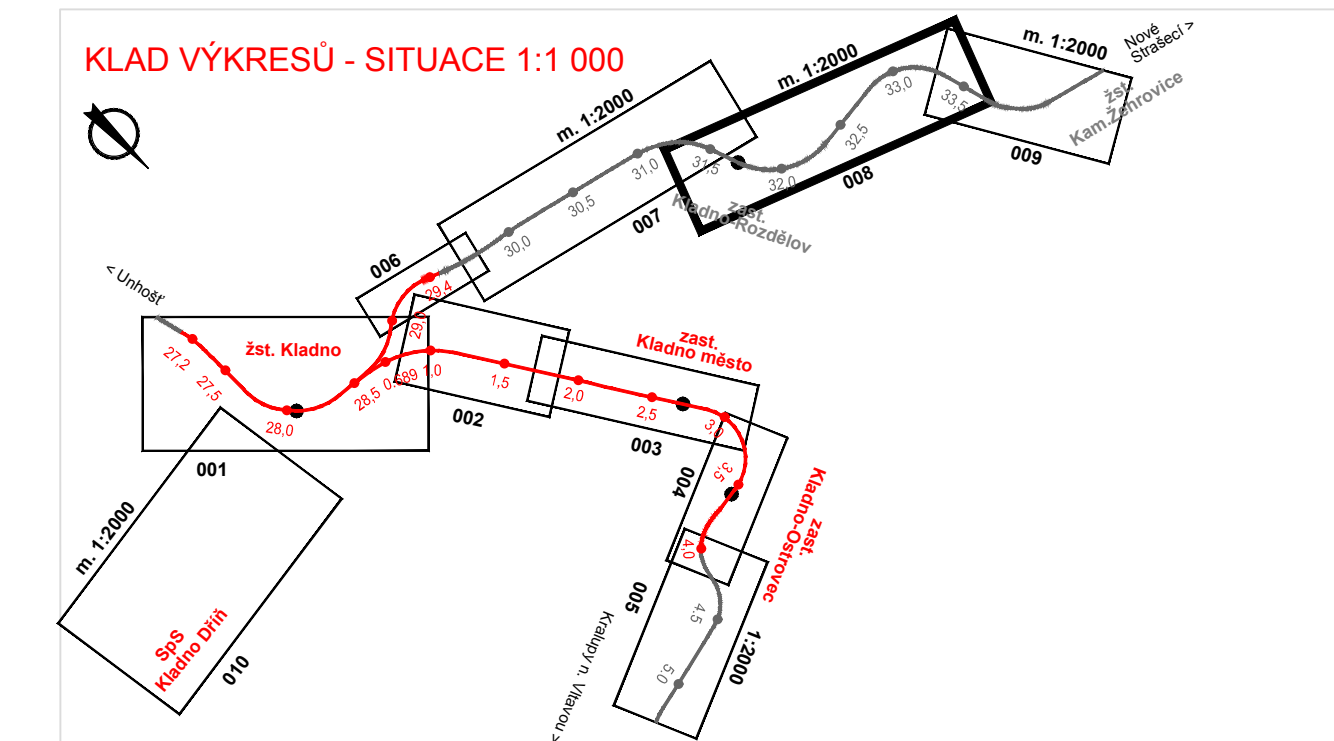 KLAD VÝKRESŮ - SITUACE 1:1 000
m. 1:2000
Nové
Strašecí >
m. 1:2000
žst.
Kam.Žehrovice
33,0
33,5
m. 1:2000
32,5
009
31,0
31,5
32,0
008
zast.
Kladno-Rozdělov
30,5
007
30,0
006
< Unhošť
29,4
29,0
žst. Kladno
zast.
Kladno město
27,2
27,5
28,0
28,5
0,689
1,0
1,5
2,0
2,5
3,0
002
003
001
004
3,5
zast.
Kladno-Ostrovec
m. 1:2000
4,0
005
4,5
Kralupy n. Vltavou >
1:2000
5,0
SpS
Kladno Dříň
010